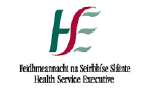 Feidhmeannacht na Seirbhíse Sláinte
Health Service Executive